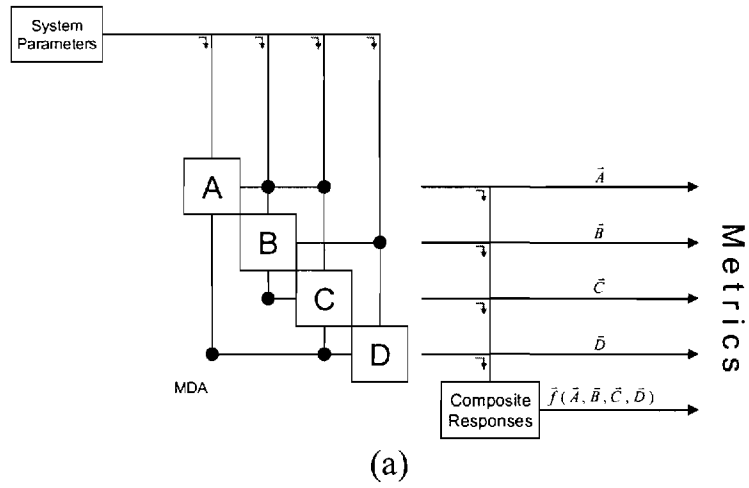 System
Parameters
A
B
C
D
MDA
A⃗
B⃗
C⃗
D⃗
Composite
Responses
f⃗(A⃗,B⃗,C⃗,D⃗)
Metrics
(a)